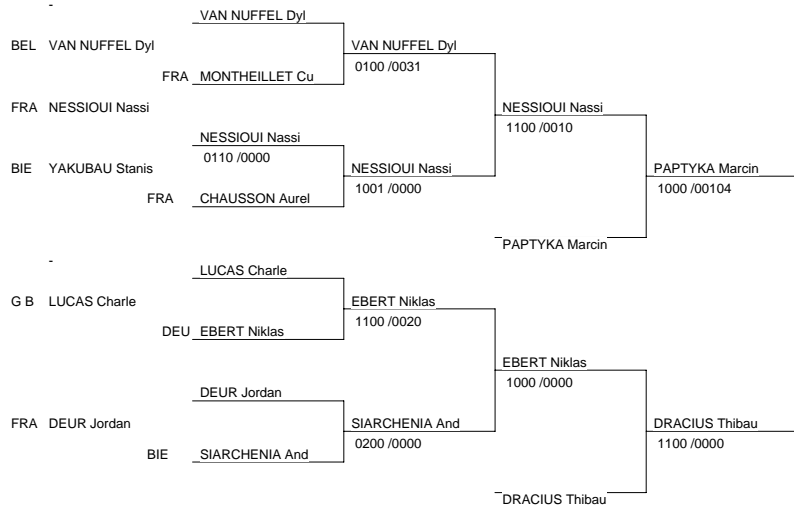 -
VAN NUFFEL Dyl
BEL VAN NUFFEL Dyl
VAN NUFFEL Dyl
0100 /0031
FRA MONTHEILLET Cu
FRA NESSIOUI Nassi
NESSIOUI Nassi
1100 /0010
NESSIOUI Nassi
0110 /0000
BIE YAKUBAU Stanis
NESSIOUI Nassi
1001 /0000
PAPTYKA Marcin
1000 /00104
FRA CHAUSSON Aurel
PAPTYKA Marcin
-
LUCAS Charle
G B LUCAS Charle
EBERT Niklas
1100 /0020
DEU EBERT Niklas
EBERT Niklas
1000 /0000
DEUR Jordan
FRA DEUR Jordan
SIARCHENIA And
0200 /0000
DRACIUS Thibau
1100 /0000
BIE SIARCHENIA And
DRACIUS Thibau